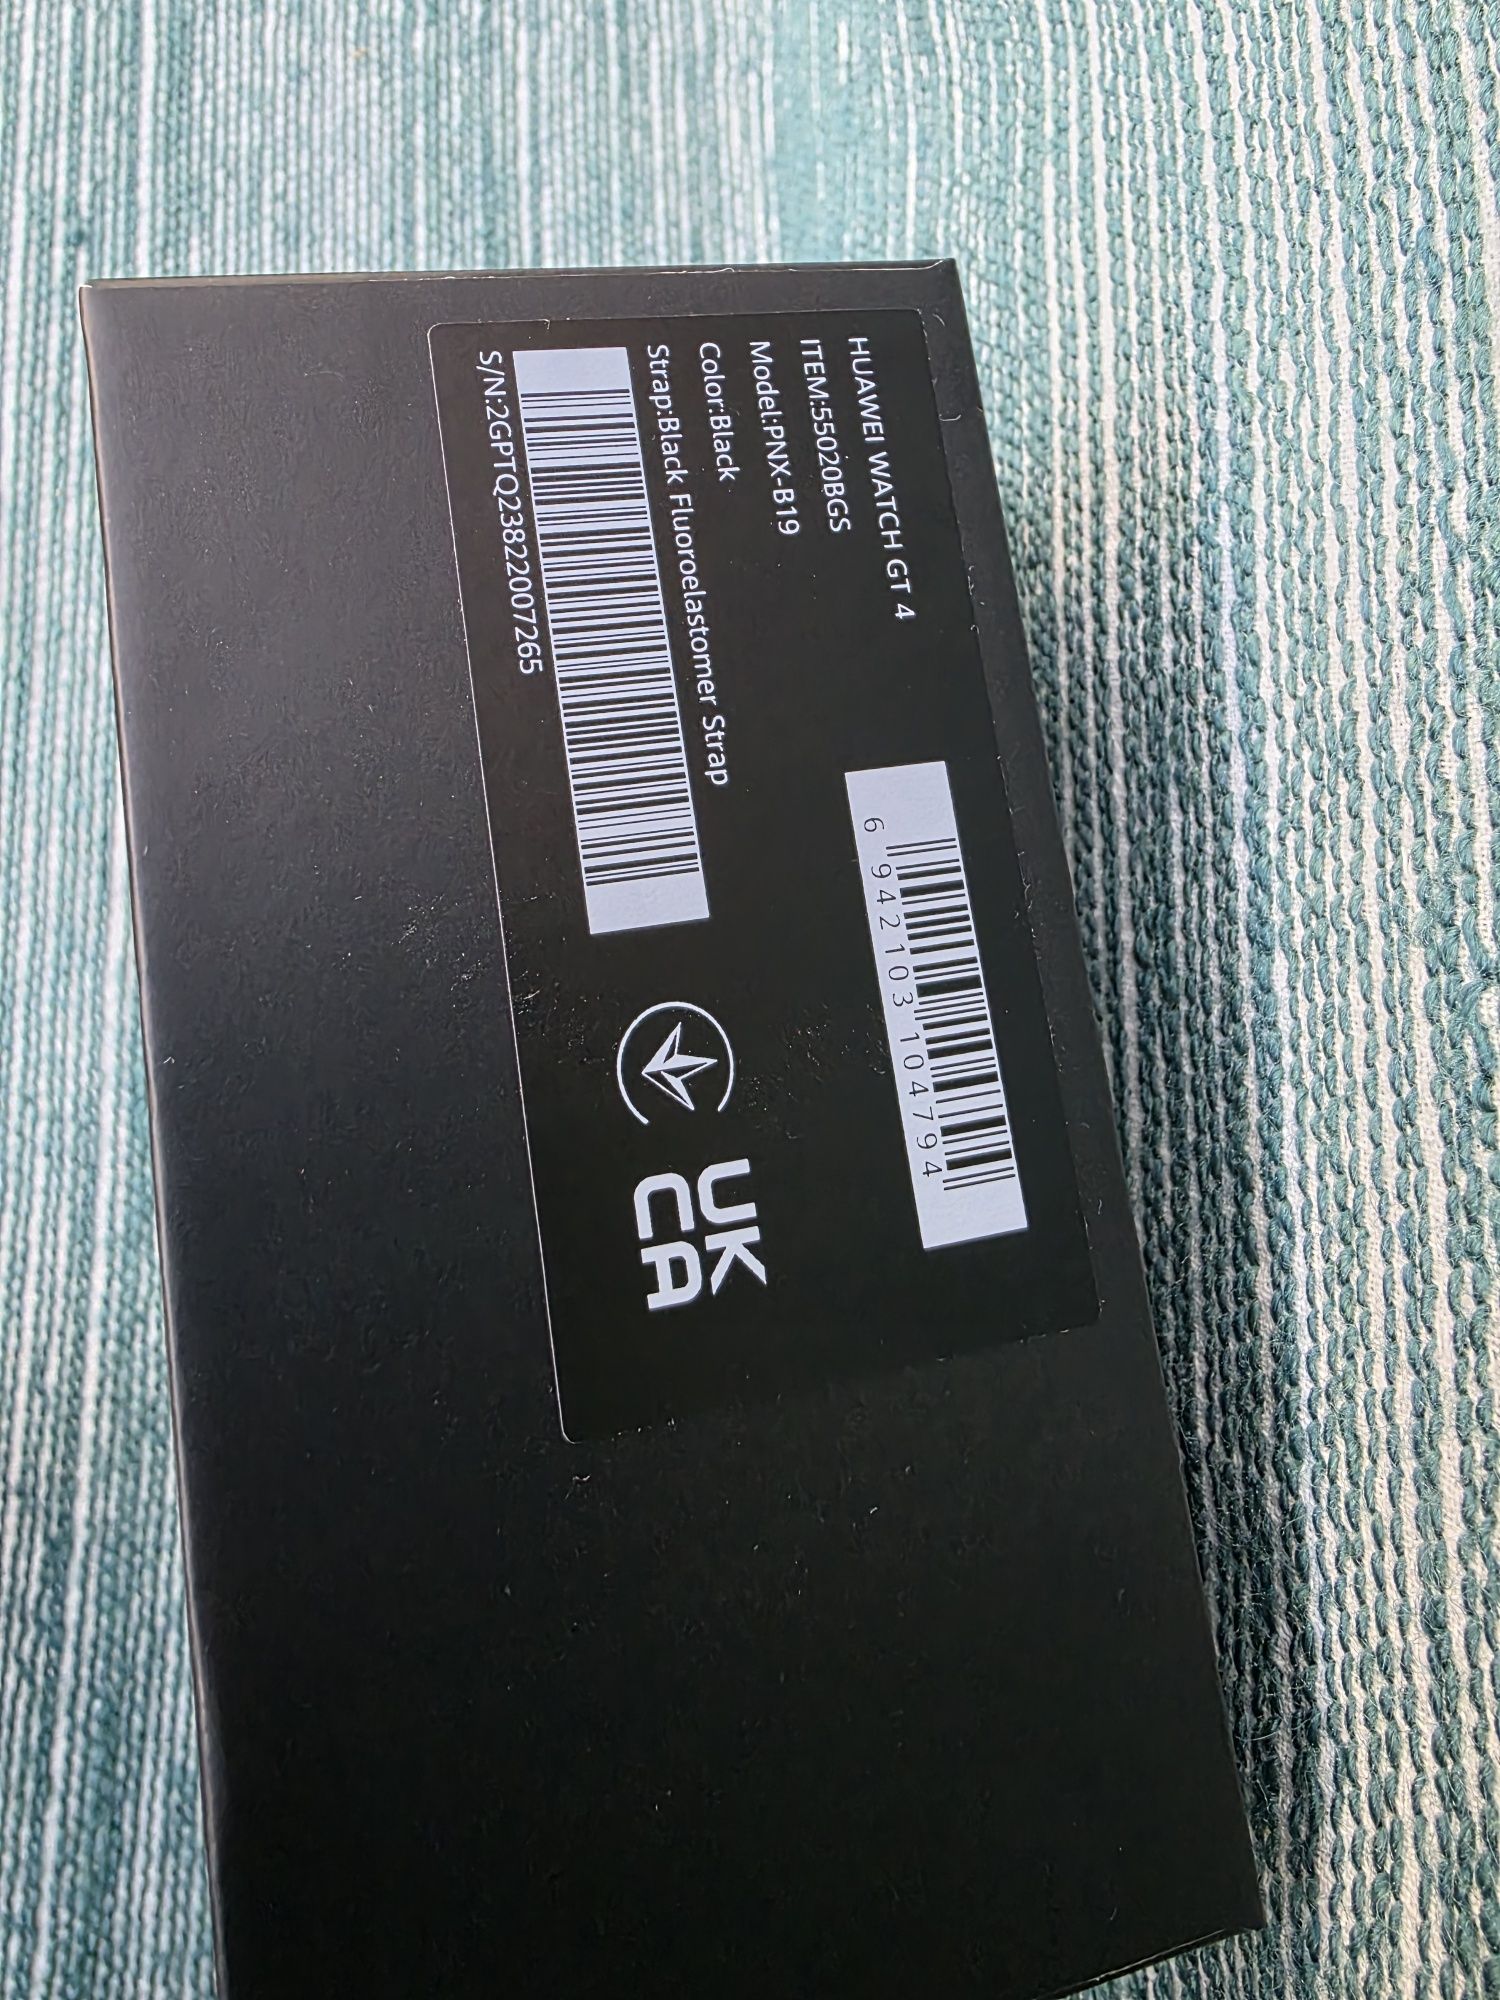 HUAWEI WATCH GT 4
ITEM:55020BGS
Model:PNX-B19
Color:Black
Strap:Black Fluoroelastomer Strap
S/N:2GPTQ23822007265
6 942103 104794
UK
CA